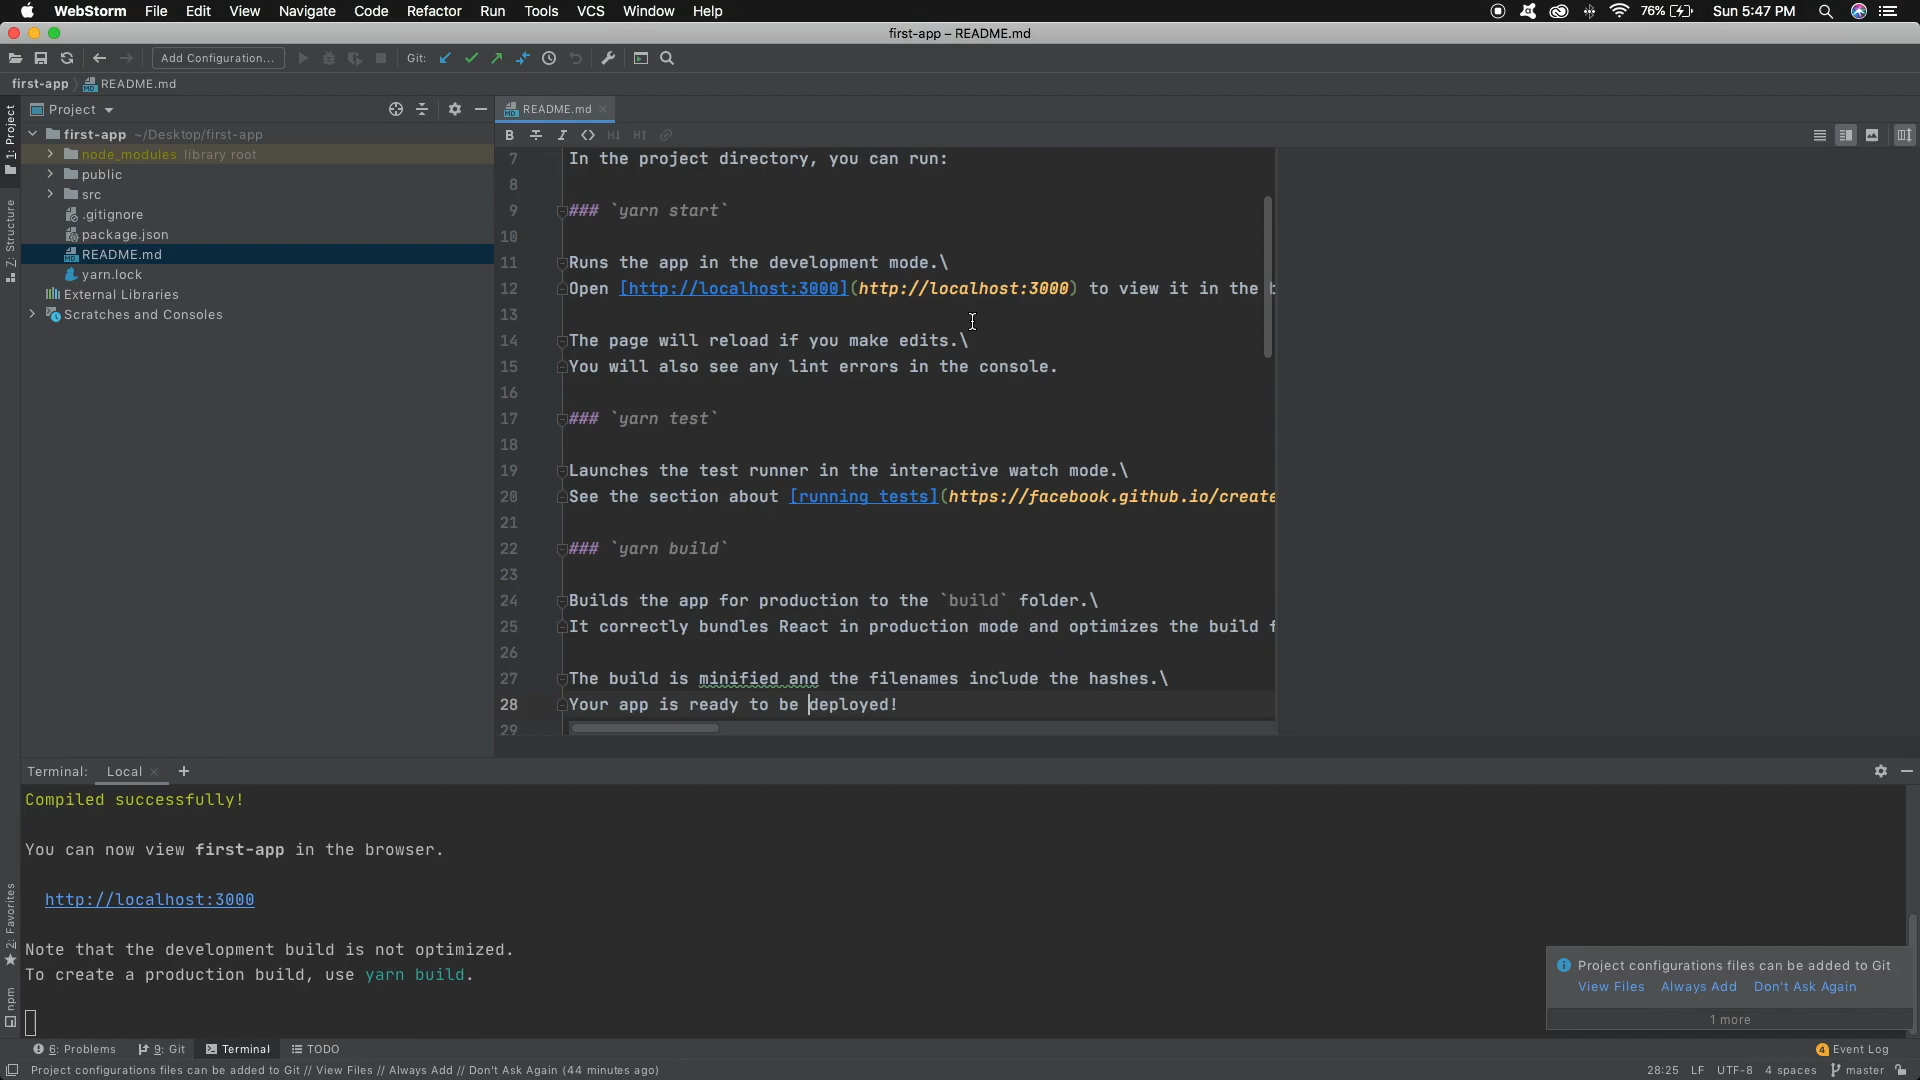 WebStorm File Edit View Navigate Code Refactor Run Tools VCS Window Help 76% Sun 5:47 PM
first-app – README.md
Add Configuration... Git:
first-app README.md
1: Project
Z: Structure
2: Favorites
npm
Project
first-app ~/Desktop/first-app
node_modules library root
public
src
.gitignore
package.json
README.md
yarn.lock
External Libraries
Scratches and Consoles
README.md
B I <> H↓ H↑
7 In the project directory, you can run:
8
9 ### `yarn start`
10
11 Runs the app in the development mode.\
12 Open [http://localhost:3000](http://localhost:3000) to view it in the b
13
14 The page will reload if you make edits.\
15 You will also see any lint errors in the console.
16
17 ### `yarn test`
18
19 Launches the test runner in the interactive watch mode.\
20 See the section about [running tests](https://facebook.github.io/create
21
22 ### `yarn build`
23
24 Builds the app for production to the `build` folder.\
25 It correctly bundles React in production mode and optimizes the build f
26
27 The build is minified and the filenames include the hashes.\
28 Your app is ready to be deployed!
29
Terminal: Local +
Compiled successfully!
You can now view first-app in the browser.
http://localhost:3000
Note that the development build is not optimized.
To create a production build, use yarn build.
Project configurations files can be added to Git
View Files Always Add Don't Ask Again
1 more
6: Problems 9: Git Terminal TODO 4 Event Log
Project configurations files can be added to Git // View Files // Always Add // Don't Ask Again (44 minutes ago) 28:25 LF UTF-8 4 spaces master